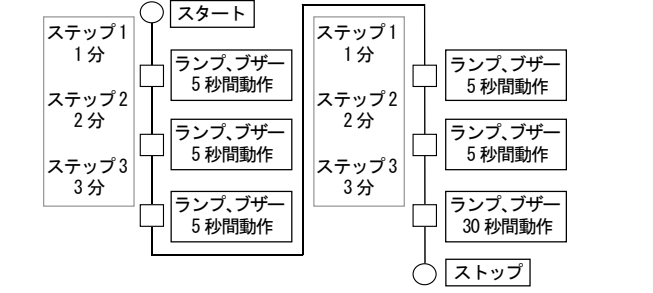 スタート
ステップ1
1分
ランプ、ブザー
5秒間動作
ステップ2
2分
ランプ、ブザー
5秒間動作
ステップ3
3分
ランプ、ブザー
5秒間動作
ステップ1
1分
ランプ、ブザー
5秒間動作
ステップ2
2分
ランプ、ブザー
5秒間動作
ステップ3
3分
ランプ、ブザー
30秒間動作
ストップ